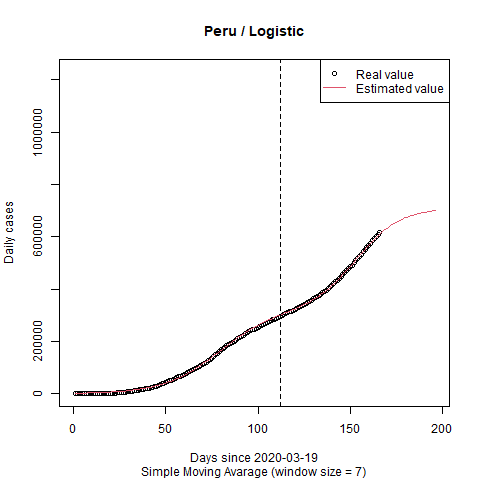 Peru / Logistic
Real value
Estimated value
Daily cases
0
200000
600000
1000000
0
50
100
150
200
Days since 2020-03-19
Simple Moving Avarage (window size = 7)